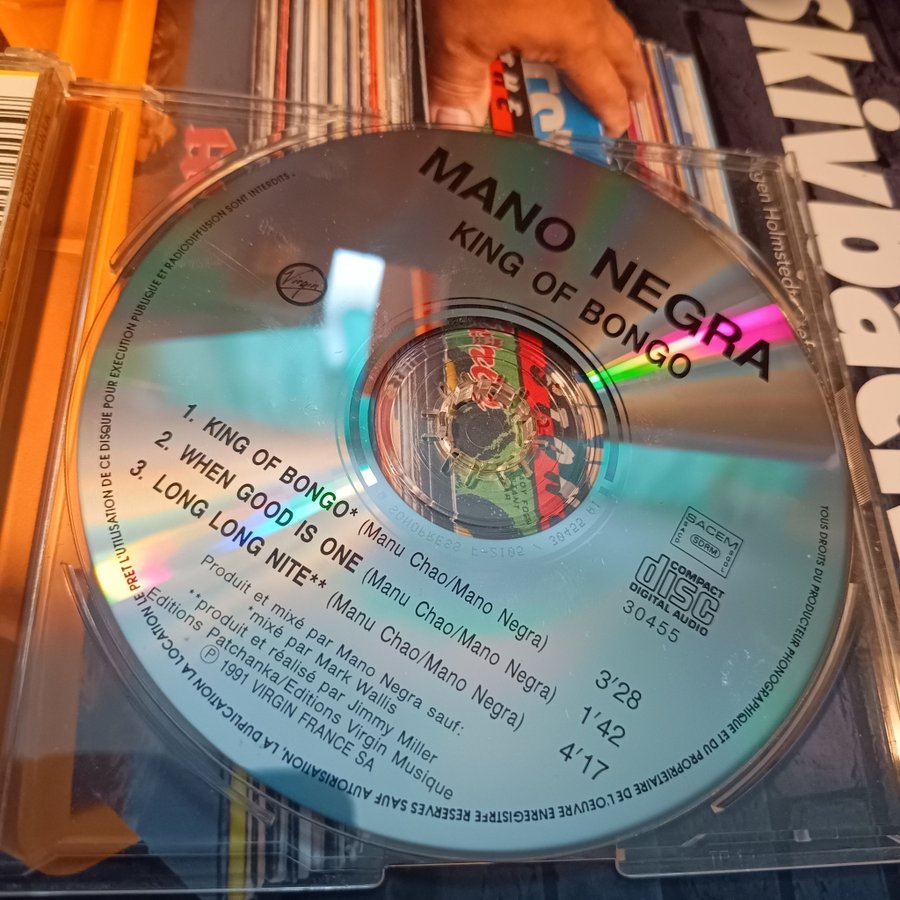 MANO NEGRA
KING OF BONGO
Virgin
1. KING OF BONGO* (Manu Chao/Mano Negra) 3'28
2. WHEN GOOD IS ONE (Manu Chao/Mano Negra) 1'42
3. LONG LONG NITE** (Manu Chao/Mano Negra) 4'17
Produit et mixé par Mano Negra sauf:
*mixé par Mark Wallis
**produit et réalisé par Jimmy Miller
Editions Patchanka/Editions Virgin Musique
℗ 1991 VIRGIN FRANCE SA
SACEM
SDRM
COMPACT
disc
DIGITAL AUDIO
30455
TOUS DROITS DU PRODUCTEUR PHONOGRAPHIQUE ET DU PROPRIETAIRE DE L'OEUVRE ENREGISTREE RESERVES SAUF AUTORISATION, LA DUPLICATION LA LOCATION LE PRET L'UTILISATION DE CE DISQUE POUR EXECUTION PUBLIQUE ET RADIODIFFUSION SONT INTERDITS.
SONOPRESS F-2105 / 30455